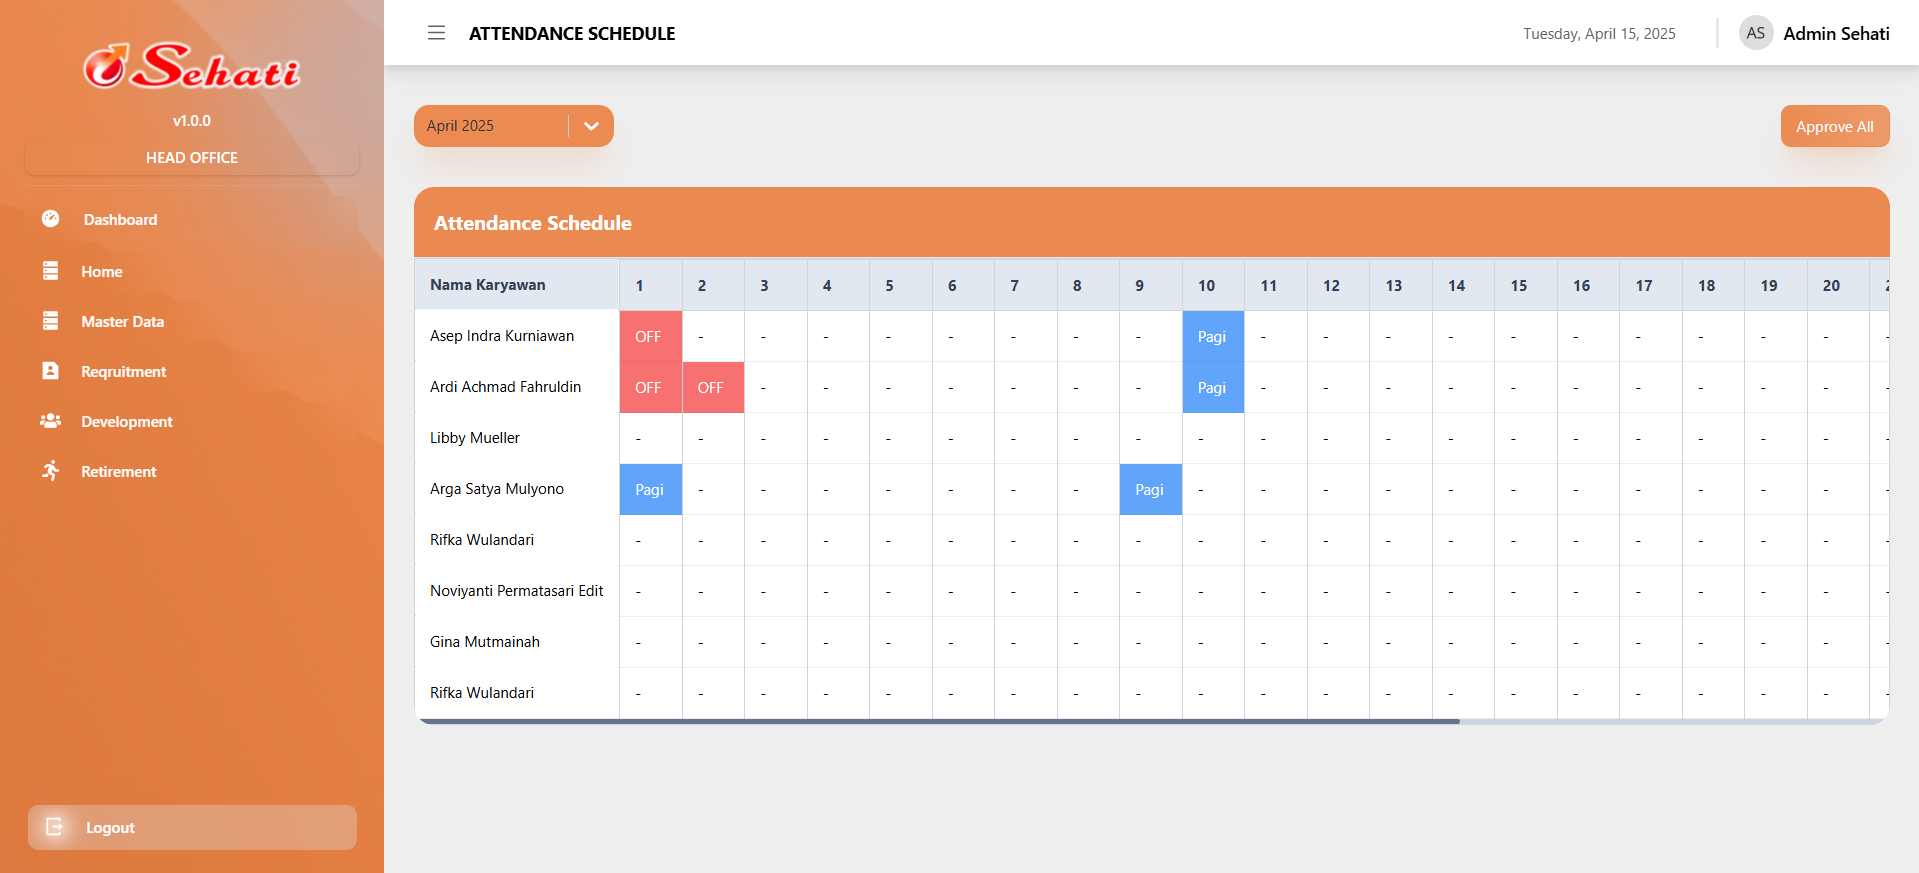 Sehati
v1.0.0
HEAD OFFICE
Dashboard
Home
Master Data
Reqruitment
Development
Retirement
Logout
ATTENDANCE SCHEDULE
Tuesday, April 15, 2025
AS
Admin Sehati
April 2025
Approve All
Attendance Schedule
Nama Karyawan 1 2 3 4 5 6 7 8 9 10 11 12 13 14 15 16 17 18 19 20
Asep Indra Kurniawan OFF - - - - - - - - Pagi - - - - - - - - - - -
Ardi Achmad Fahruldin OFF OFF - - - - - - - Pagi - - - - - - - - - - -
Libby Mueller - - - - - - - - - - - - - - - - - - - - -
Arga Satya Mulyono Pagi - - - - - - - Pagi - - - - - - - - - - - -
Rifka Wulandari - - - - - - - - - - - - - - - - - - - - -
Noviyanti Permatasari Edit - - - - - - - - - - - - - - - - - - - - -
Gina Mutmainah - - - - - - - - - - - - - - - - - - - - -
Rifka Wulandari - - - - - - - - - - - - - - - - - - - - -